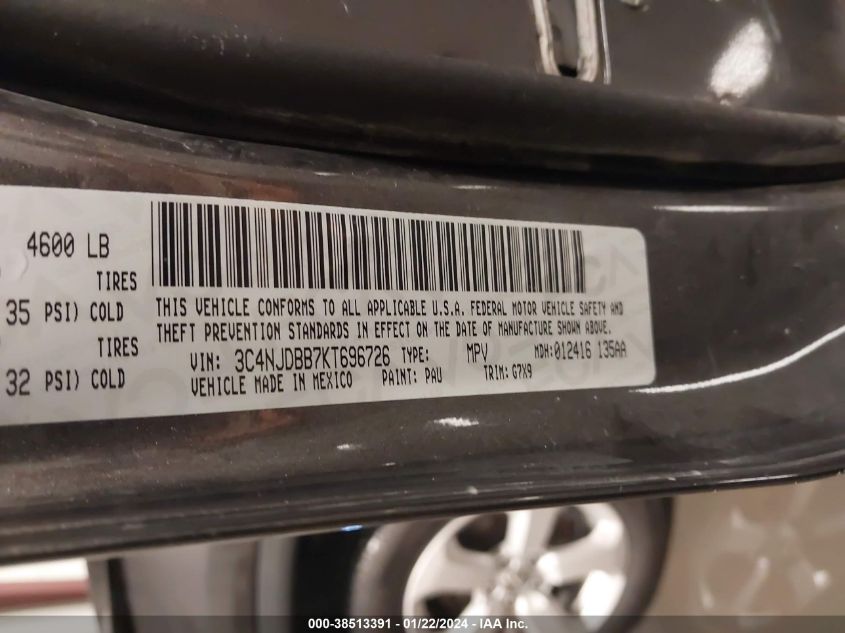 4600 LB
TIRES
35 PSI) COLD
TIRES
32 PSI) COLD
THIS VEHICLE CONFORMS TO ALL APPLICABLE U.S.A. FEDERAL MOTOR VEHICLE SAFETY AND
THEFT PREVENTION STANDARDS IN EFFECT ON THE DATE OF MANUFACTURE SHOWN ABOVE.
VIN: 3C4NJDBB7KT696726 TYPE: MPV MDH:012416 135AA
VEHICLE MADE IN MEXICO PAINT: PAU TRIM: G7X9
000-38513391 - 01/22/2024 - IAA Inc.